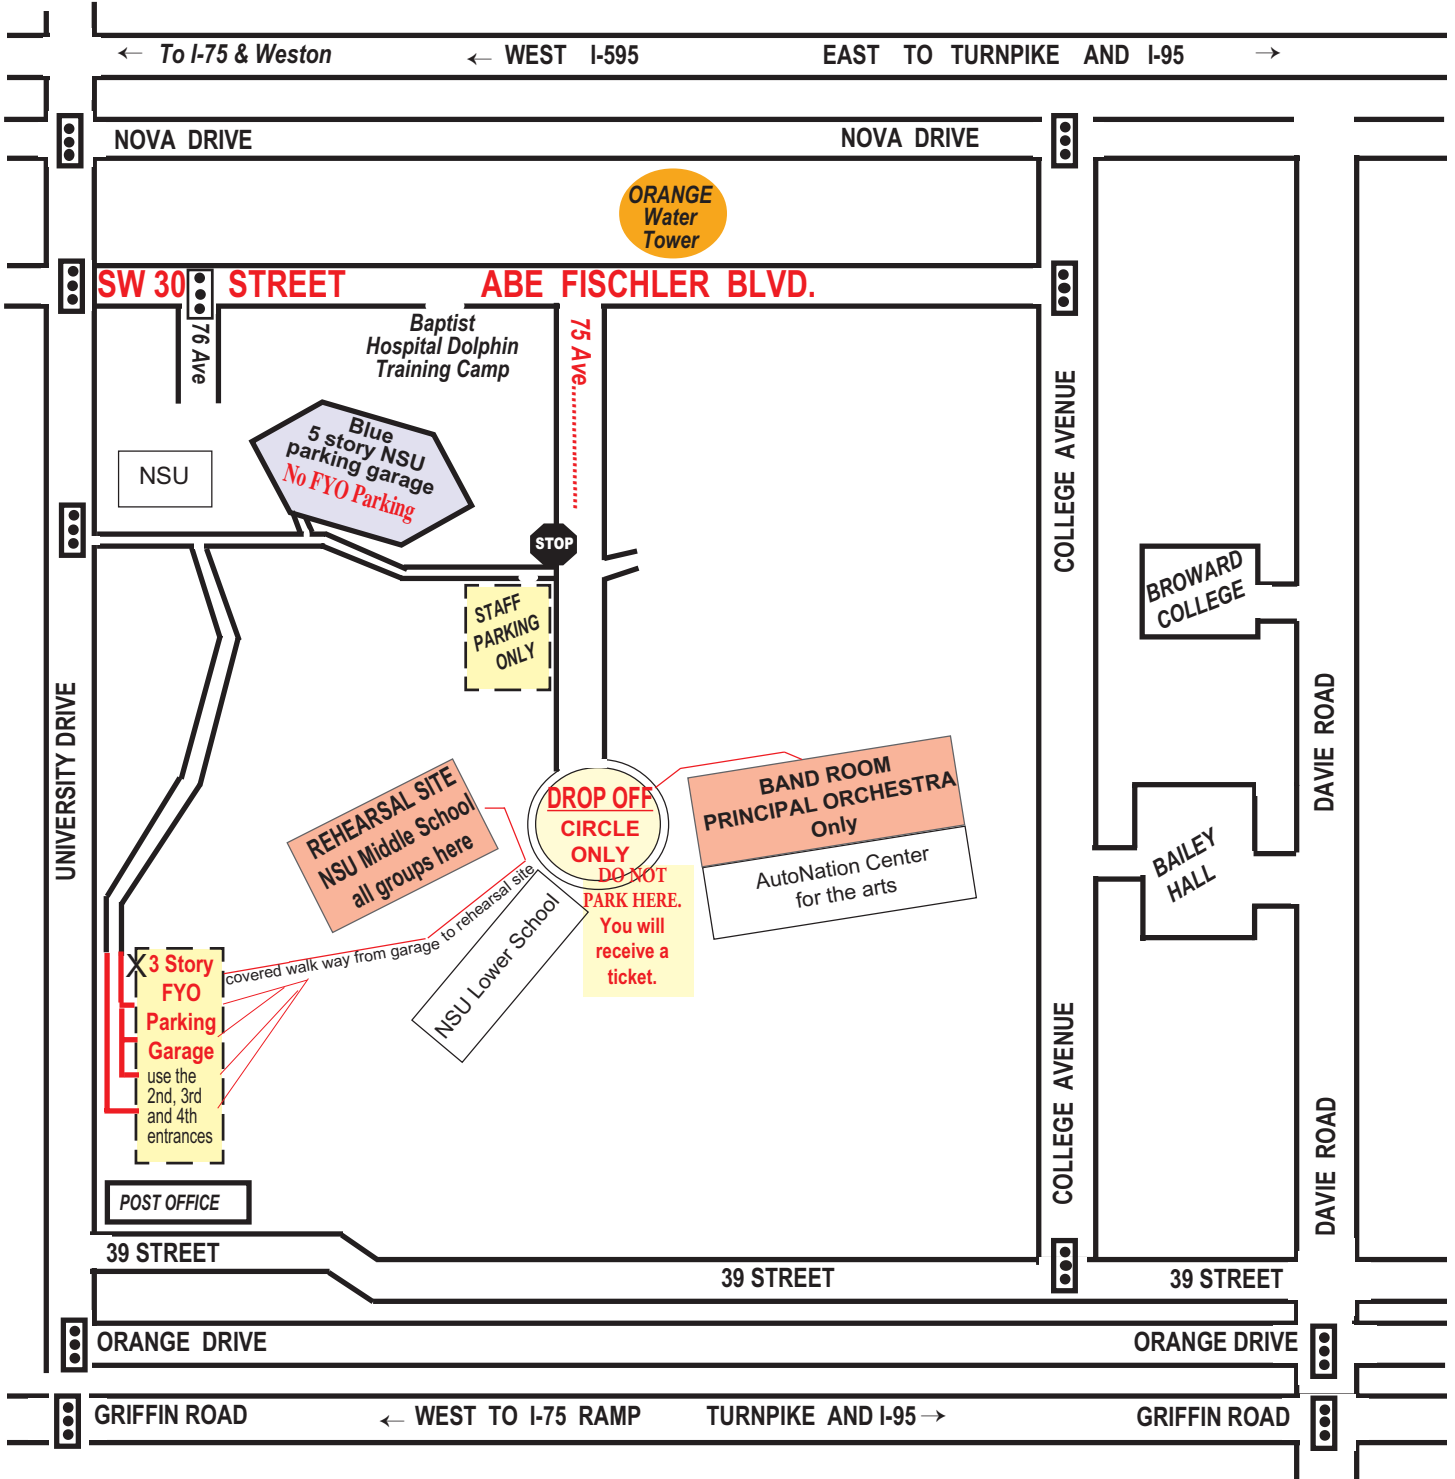 ← To I-75 & Weston
← WEST I-595
EAST TO TURNPIKE AND I-95 →
NOVA DRIVE
NOVA DRIVE
ORANGE
Water
Tower
SW 30 STREET
ABE FISCHLER BLVD.
76 Ave
Baptist
Hospital Dolphin
Training Camp
75 Ave..............
Blue
5 story NSU
parking garage
No FYO Parking
NSU
STOP
STAFF
PARKING
ONLY
COLLEGE AVENUE
BROWARD
COLLEGE
UNIVERSITY DRIVE
DAVIE ROAD
REHEARSAL SITE
NSU Middle School
all groups here
DROP OFF
CIRCLE
ONLY
DO NOT
PARK HERE.
You will
receive a
ticket.
BAND ROOM
PRINCIPAL ORCHESTRA
Only
AutoNation Center
for the arts
BAILEY
HALL
covered walk way from garage to rehearsal site
NSU Lower School
X 3 Story
FYO
Parking
Garage
use the
2nd, 3rd
and 4th
entrances
COLLEGE AVENUE
DAVIE ROAD
POST OFFICE
39 STREET
39 STREET
39 STREET
ORANGE DRIVE
ORANGE DRIVE
GRIFFIN ROAD
← WEST TO I-75 RAMP
TURNPIKE AND I-95 →
GRIFFIN ROAD